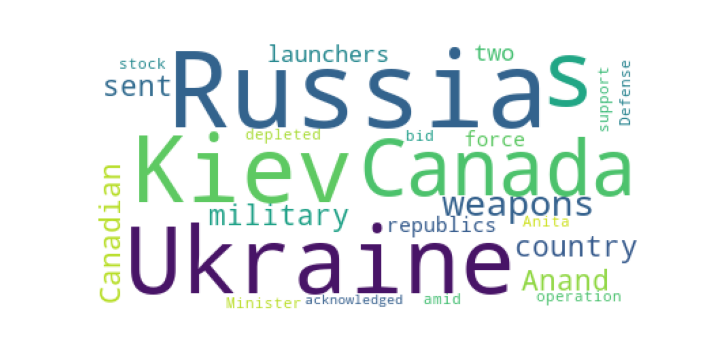 stock
launchers
two
sent
Russia
s
support
Defense
depleted
bid
force
Kiev
Canada
Canadian
military
weapons
republics
Anita
Ukraine
country
Anand
Minister
acknowledged
amid
operation